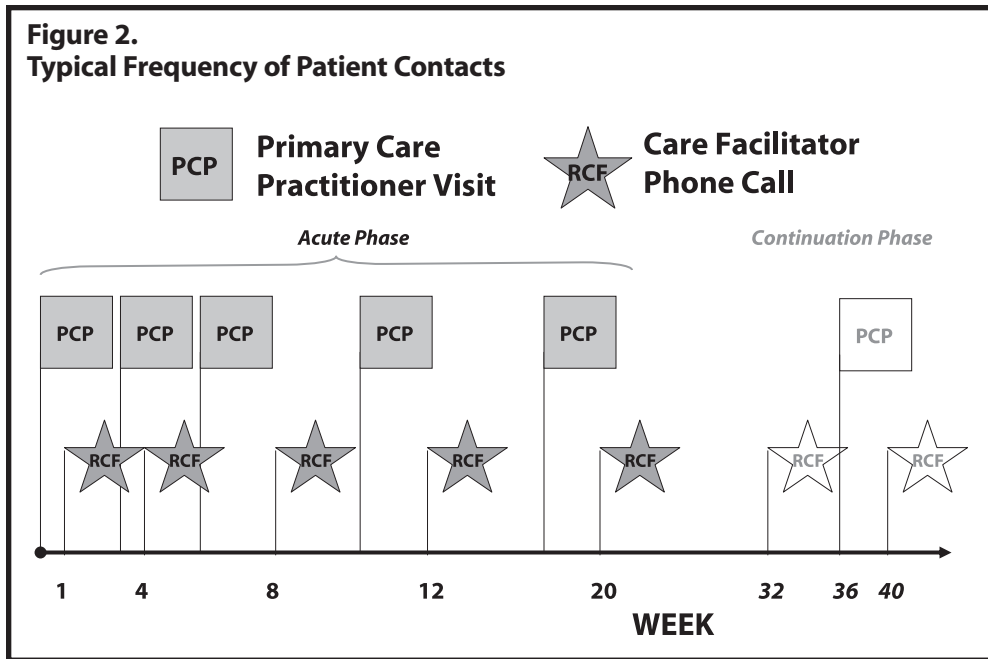 Figure 2.
Typical Frequency of Patient Contacts
PCP
Primary Care
Practitioner Visit
RCF
Care Facilitator
Phone Call
Acute Phase
Continuation Phase
PCP PCP PCP PCP PCP PCP
RCF RCF RCF RCF RCF RCF RCF
1 4 8 12 20 32 36 40
WEEK